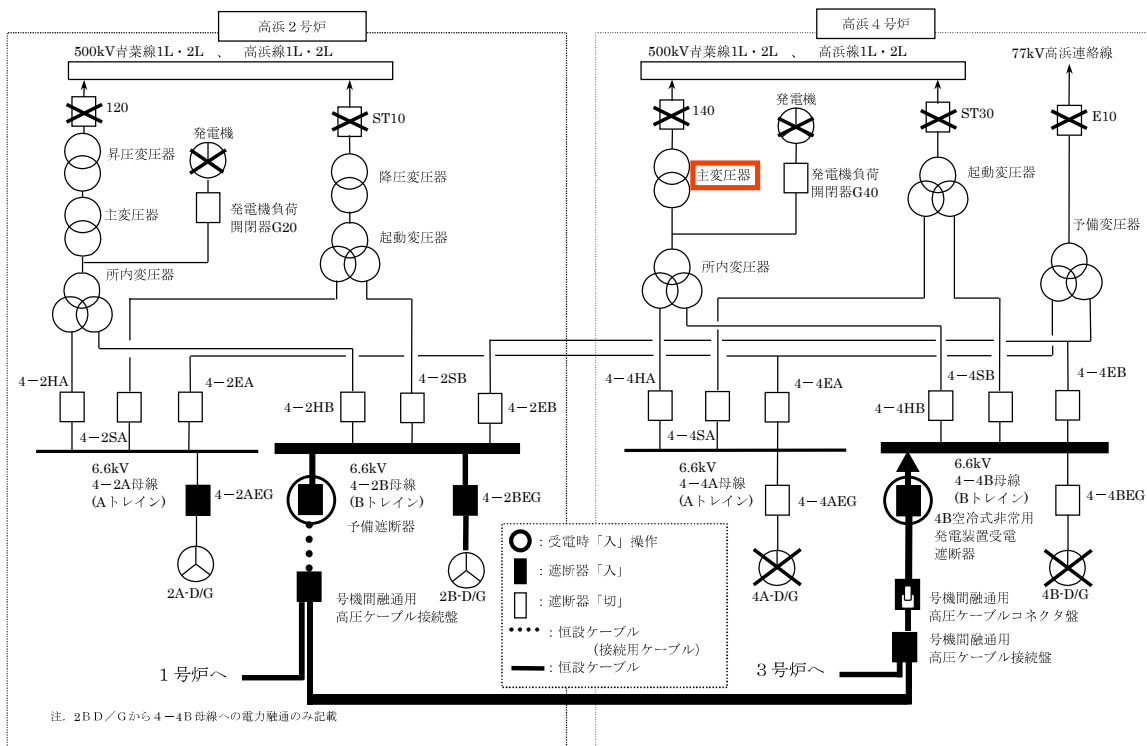 高浜２号炉
高浜４号炉
500kV青葉線1L・2L　、　高浜線1L・2L
500kV青葉線1L・2L　、　高浜線1L・2L
77kV高浜連絡線
120
ST10
発電機
昇圧変圧器
降圧変圧器
主変圧器
発電機負荷
開閉器G20
起動変圧器
所内変圧器
140
発電機
ST30
E10
主変圧器
発電機負荷
開閉器G40
起動変圧器
予備変圧器
所内変圧器
4－2HA
4－2SA
4－2EA
4－2HB
4－2SB
4－2EB
4－4HA
4－4SA
4－4EA
4－4HB
4－4SB
4－4EB
6.6kV
4－2A母線
(Aトレイン)
4－2AEG
2A-D/G
6.6kV
4－2B母線
(Bトレイン)
予備遮断器
4－2BEG
2B-D/G
号機間融通用
高圧ケーブル接続盤
１号炉へ
6.6kV
4－4A母線
(Aトレイン)
4－4AEG
4A-D/G
6.6kV
4－4B母線
(Bトレイン)
4B空冷式非常用
発電装置受電
遮断器
4－4BEG
4B-D/G
号機間融通用
高圧ケーブルコネクタ盤
号機間融通用
高圧ケーブル接続盤
３号炉へ
：受電時「入」操作
：遮断器「入」
：遮断器「切」
：恒設ケーブル
(接続用ケーブル)
：恒設ケーブル
注．２ＢＤ／Ｇから４－４Ｂ母線への電力融通のみ記載